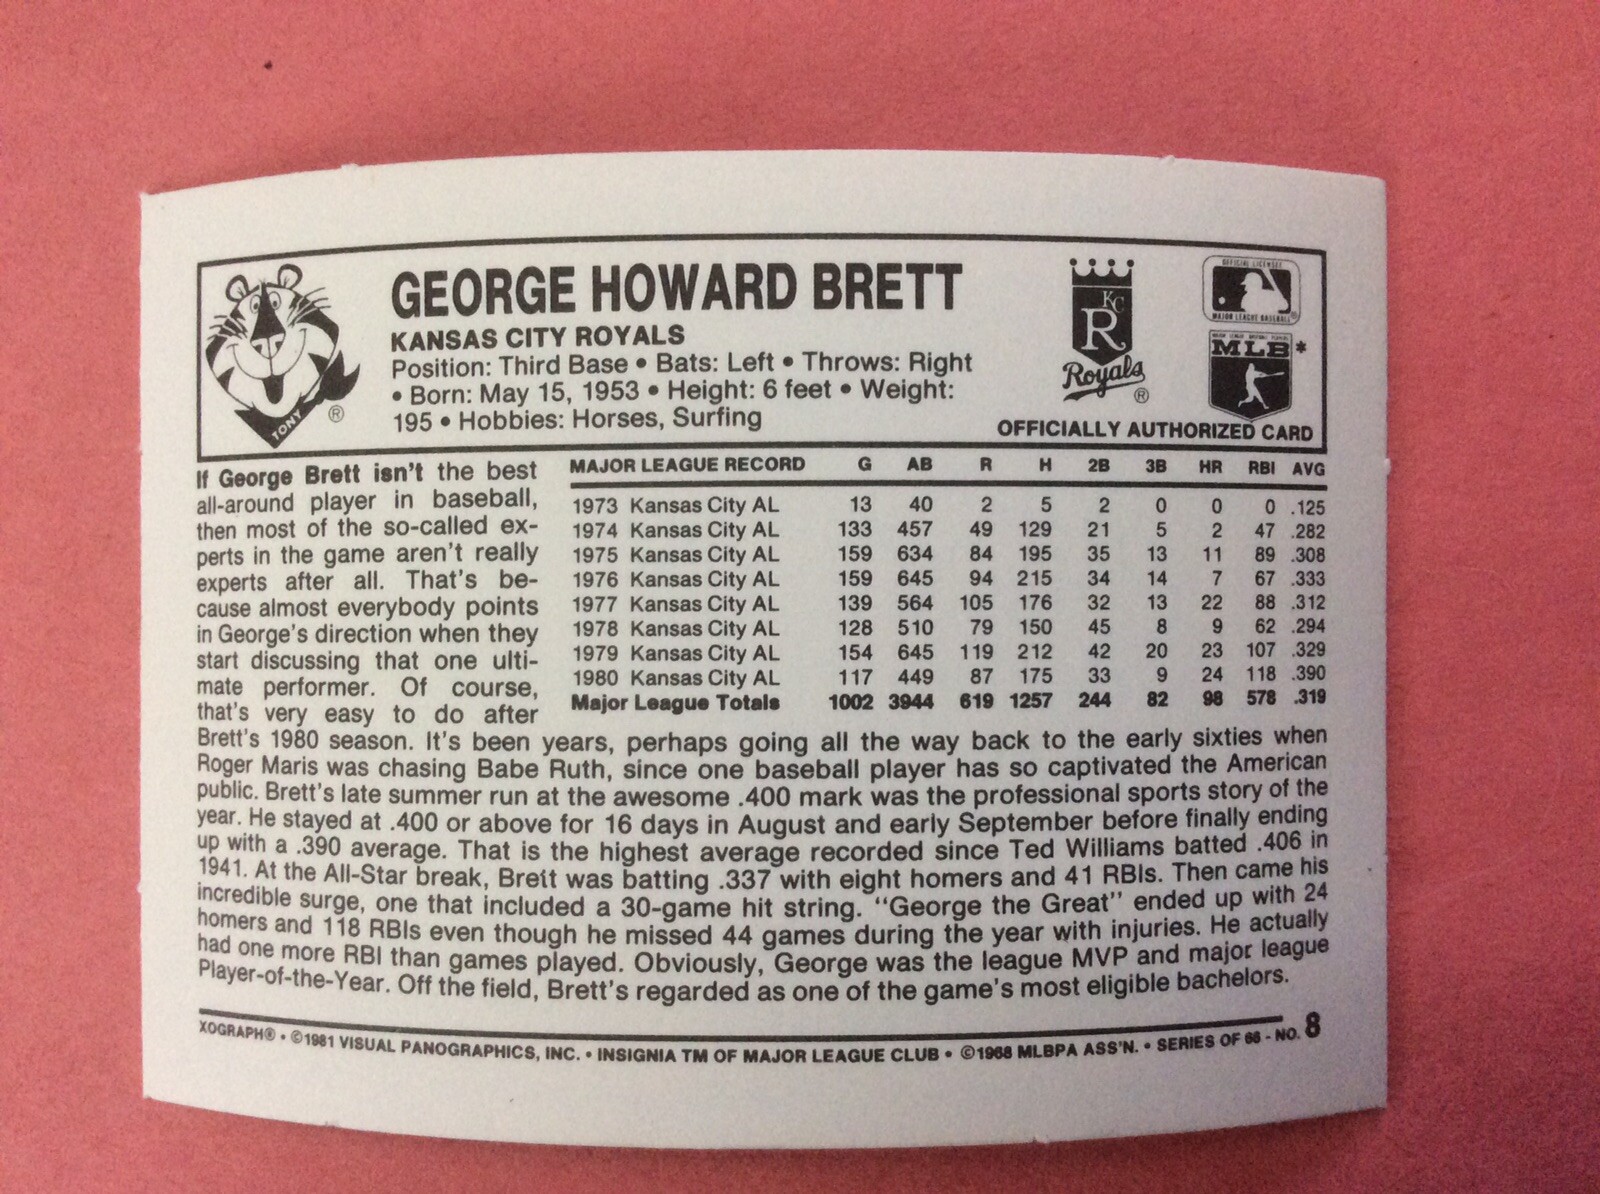 GEORGE HOWARD BRETT
KANSAS CITY ROYALS
Position: Third Base • Bats: Left • Throws: Right
• Born: May 15, 1953 • Height: 6 feet • Weight:
195 • Hobbies: Horses, Surfing
TONY ®
KC
R
Royals ®
OFFICIAL LICENSEE
MAJOR LEAGUE BASEBALL ®
MLB *
OFFICIALLY AUTHORIZED CARD
If George Brett isn't the best
all-around player in baseball,
then most of the so-called ex-
perts in the game aren't really
experts after all. That's be-
cause almost everybody points
in George's direction when they
start discussing that one ulti-
mate performer. Of course,
that's very easy to do after
MAJOR LEAGUE RECORD G AB R H 2B 3B HR RBI AVG
1973 Kansas City AL 13 40 2 5 2 0 0 0 .125
1974 Kansas City AL 133 457 49 129 21 5 2 47 .282
1975 Kansas City AL 159 634 84 195 35 13 11 89 .308
1976 Kansas City AL 159 645 94 215 34 14 7 67 .333
1977 Kansas City AL 139 564 105 176 32 13 22 88 .312
1978 Kansas City AL 128 510 79 150 45 8 9 62 .294
1979 Kansas City AL 154 645 119 212 42 20 23 107 .329
1980 Kansas City AL 117 449 87 175 33 9 24 118 .390
Major League Totals 1002 3944 619 1257 244 82 98 578 .319
Brett's 1980 season. It's been years, perhaps going all the way back to the early sixties when
Roger Maris was chasing Babe Ruth, since one baseball player has so captivated the American
public. Brett's late summer run at the awesome .400 mark was the professional sports story of the
year. He stayed at .400 or above for 16 days in August and early September before finally ending
up with a .390 average. That is the highest average recorded since Ted Williams batted .406 in
1941. At the All-Star break, Brett was batting .337 with eight homers and 41 RBIs. Then came his
incredible surge, one that included a 30-game hit string. "George the Great" ended up with 24
homers and 118 RBIs even though he missed 44 games during the year with injuries. He actually
had one more RBI than games played. Obviously, George was the league MVP and major league
Player-of-the-Year. Off the field, Brett's regarded as one of the game's most eligible bachelors.
XOGRAPH® • ©1981 VISUAL PANOGRAPHICS, INC. • INSIGNIA TM OF MAJOR LEAGUE CLUB • ©1968 MLBPA ASS'N. • SERIES OF 66 - NO. 8